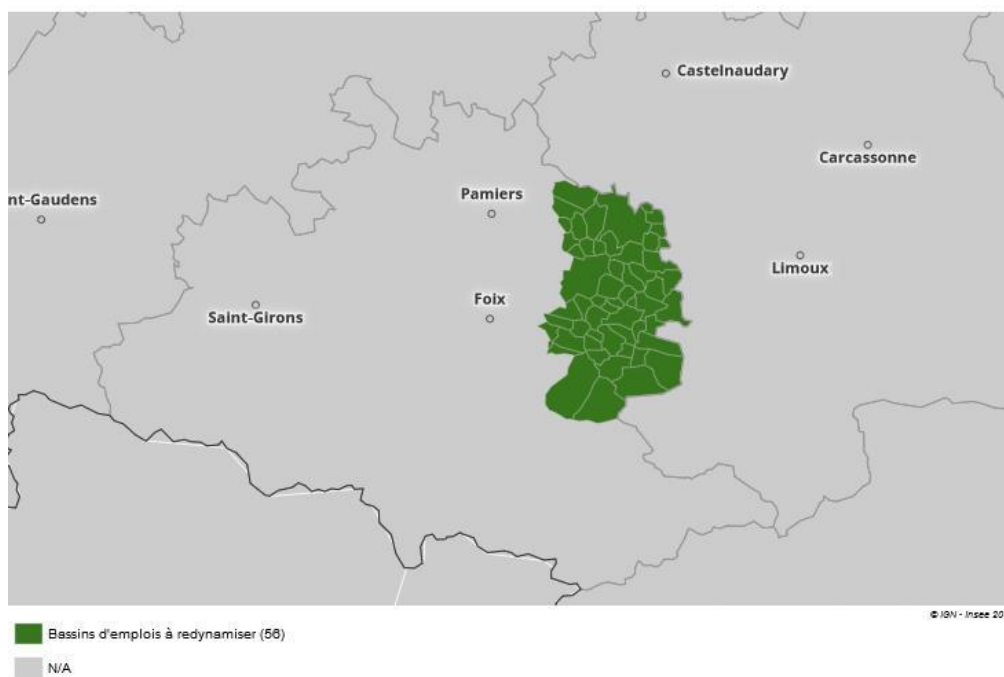 Castelnaudary
Carcassonne
nt-Gaudens
Pamiers
Limoux
Foix
Saint-Girons
© IGN - Insee 20
Bassins d'emplois à redynamiser (56)
N/A